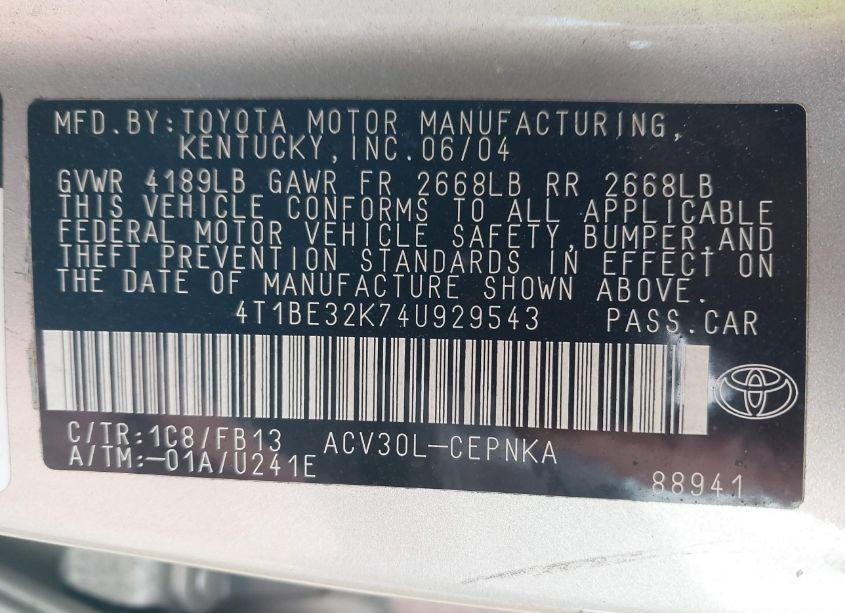 MFD.BY:TOYOTA MOTOR MANUFACTURING,
KENTUCKY,INC.06/04
GVWR 4189LB GAWR FR 2668LB RR 2668LB
THIS VEHICLE CONFORMS TO ALL APPLICABLE
FEDERAL MOTOR VEHICLE SAFETY,BUMPER,AND
THEFT PREVENTION STANDARDS IN EFFECT ON
THE DATE OF MANUFACTURE SHOWN ABOVE.
4T1BE32K74U929543 PASS.CAR
C/TR:1C8/FB13 ACV30L-CEPNKA
A/TM:-01A/U241E
88941